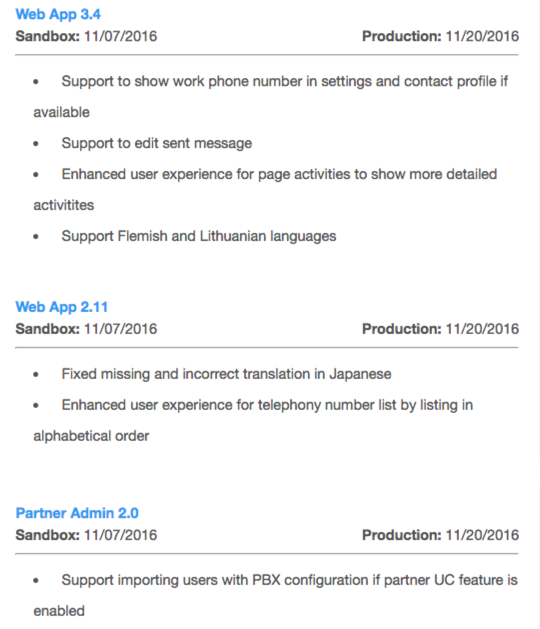 Web App 3.4
Sandbox: 11/07/2016 Production: 11/20/2016
• Support to show work phone number in settings and contact profile if
available
• Support to edit sent message
• Enhanced user experience for page activities to show more detailed
activitites
• Support Flemish and Lithuanian languages
Web App 2.11
Sandbox: 11/07/2016 Production: 11/20/2016
• Fixed missing and incorrect translation in Japanese
• Enhanced user experience for telephony number list by listing in
alphabetical order
Partner Admin 2.0
Sandbox: 11/07/2016 Production: 11/20/2016
• Support importing users with PBX configuration if partner UC feature is
enabled